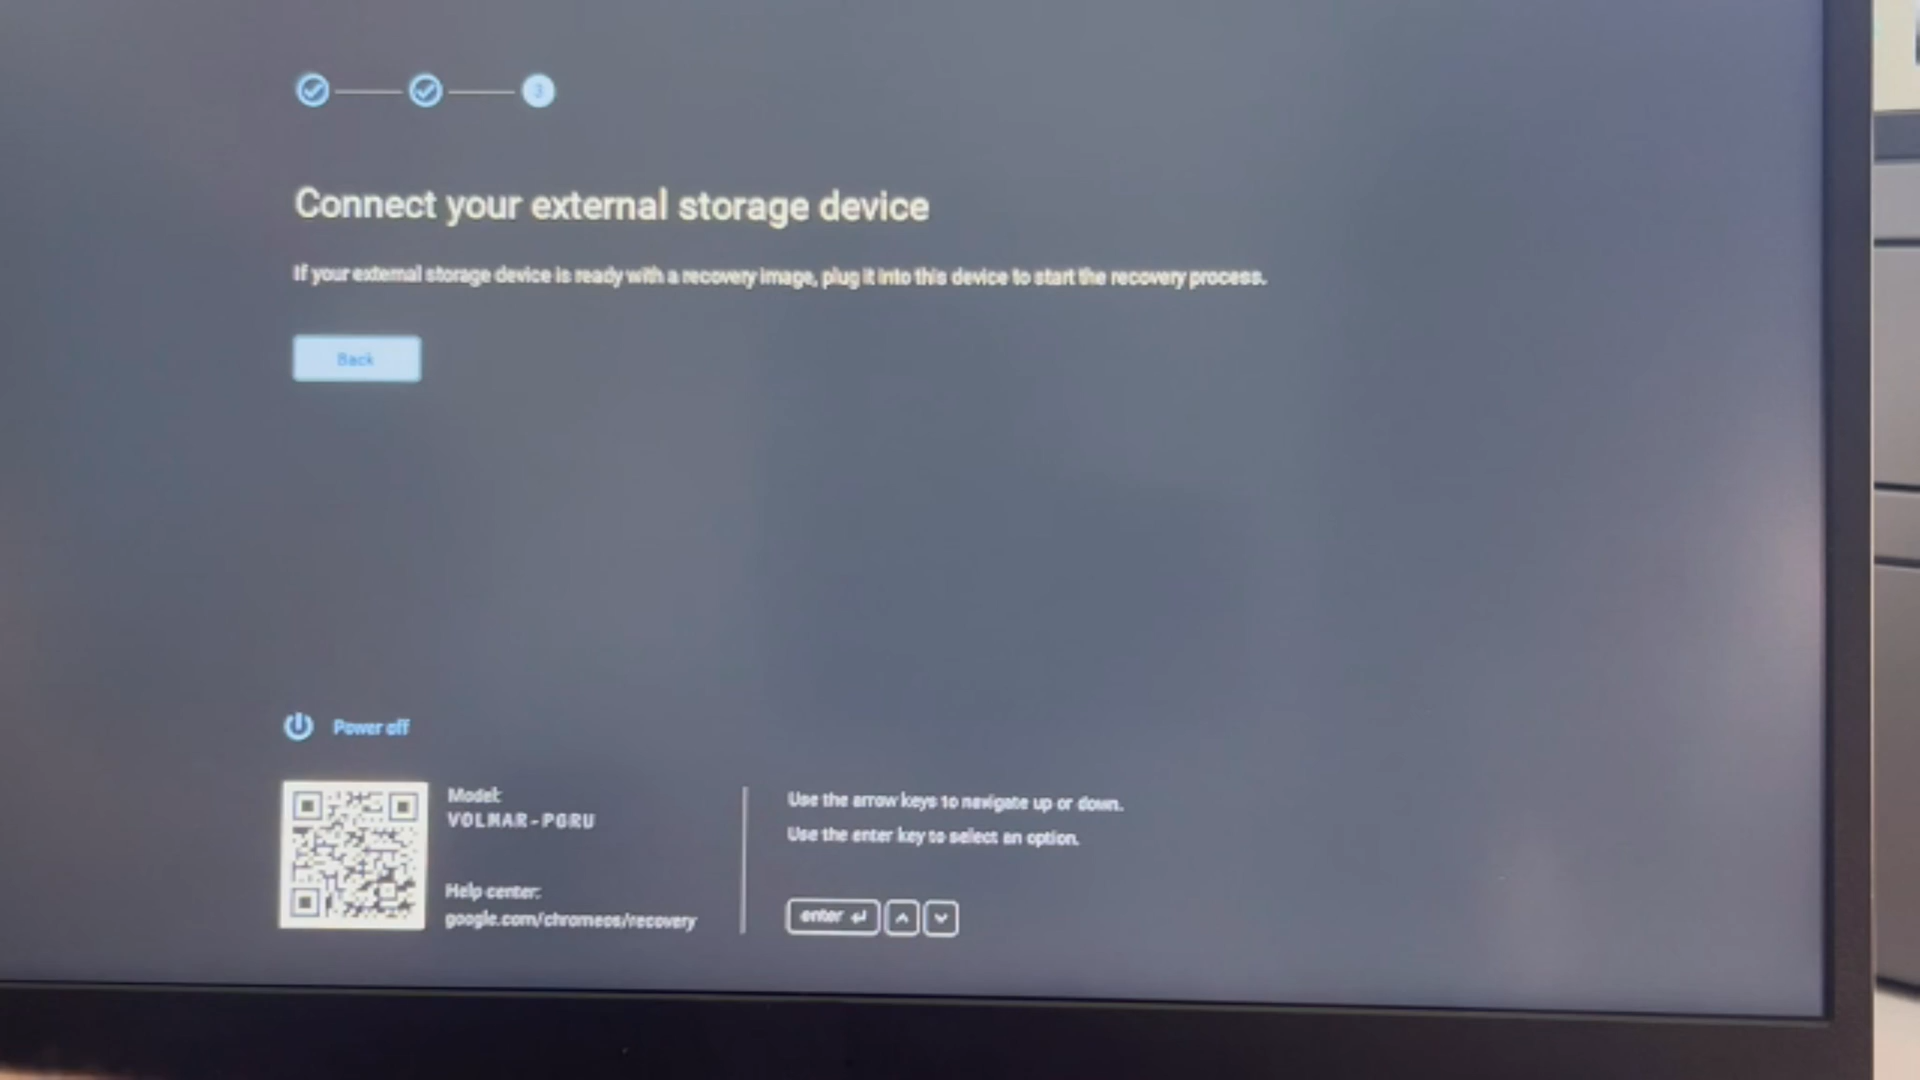 3
Connect your external storage device
If your external storage device is ready with a recovery image, plug it into this device to start the recovery process.
Back
Power off
Model:
VOLMAR-PGRU
Help center:
google.com/chromeos/recovery
Use the arrow keys to navigate up or down.
Use the enter key to select an option.
enter